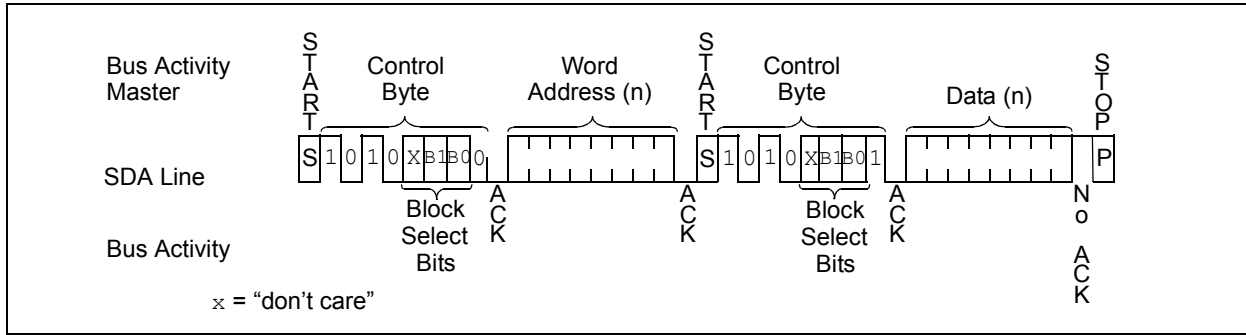 START
START
STOP
Bus Activity
Master
Control
Byte
Word
Address (n)
Control
Byte
Data (n)
SDA Line
S 1 0 1 0 X B1 B0 0
S 1 0 1 0 X B1 B0 1
P
Bus Activity
Block
Select
Bits
ACK
ACK
Block
Select
Bits
ACK
No ACK
x = “don’t care”